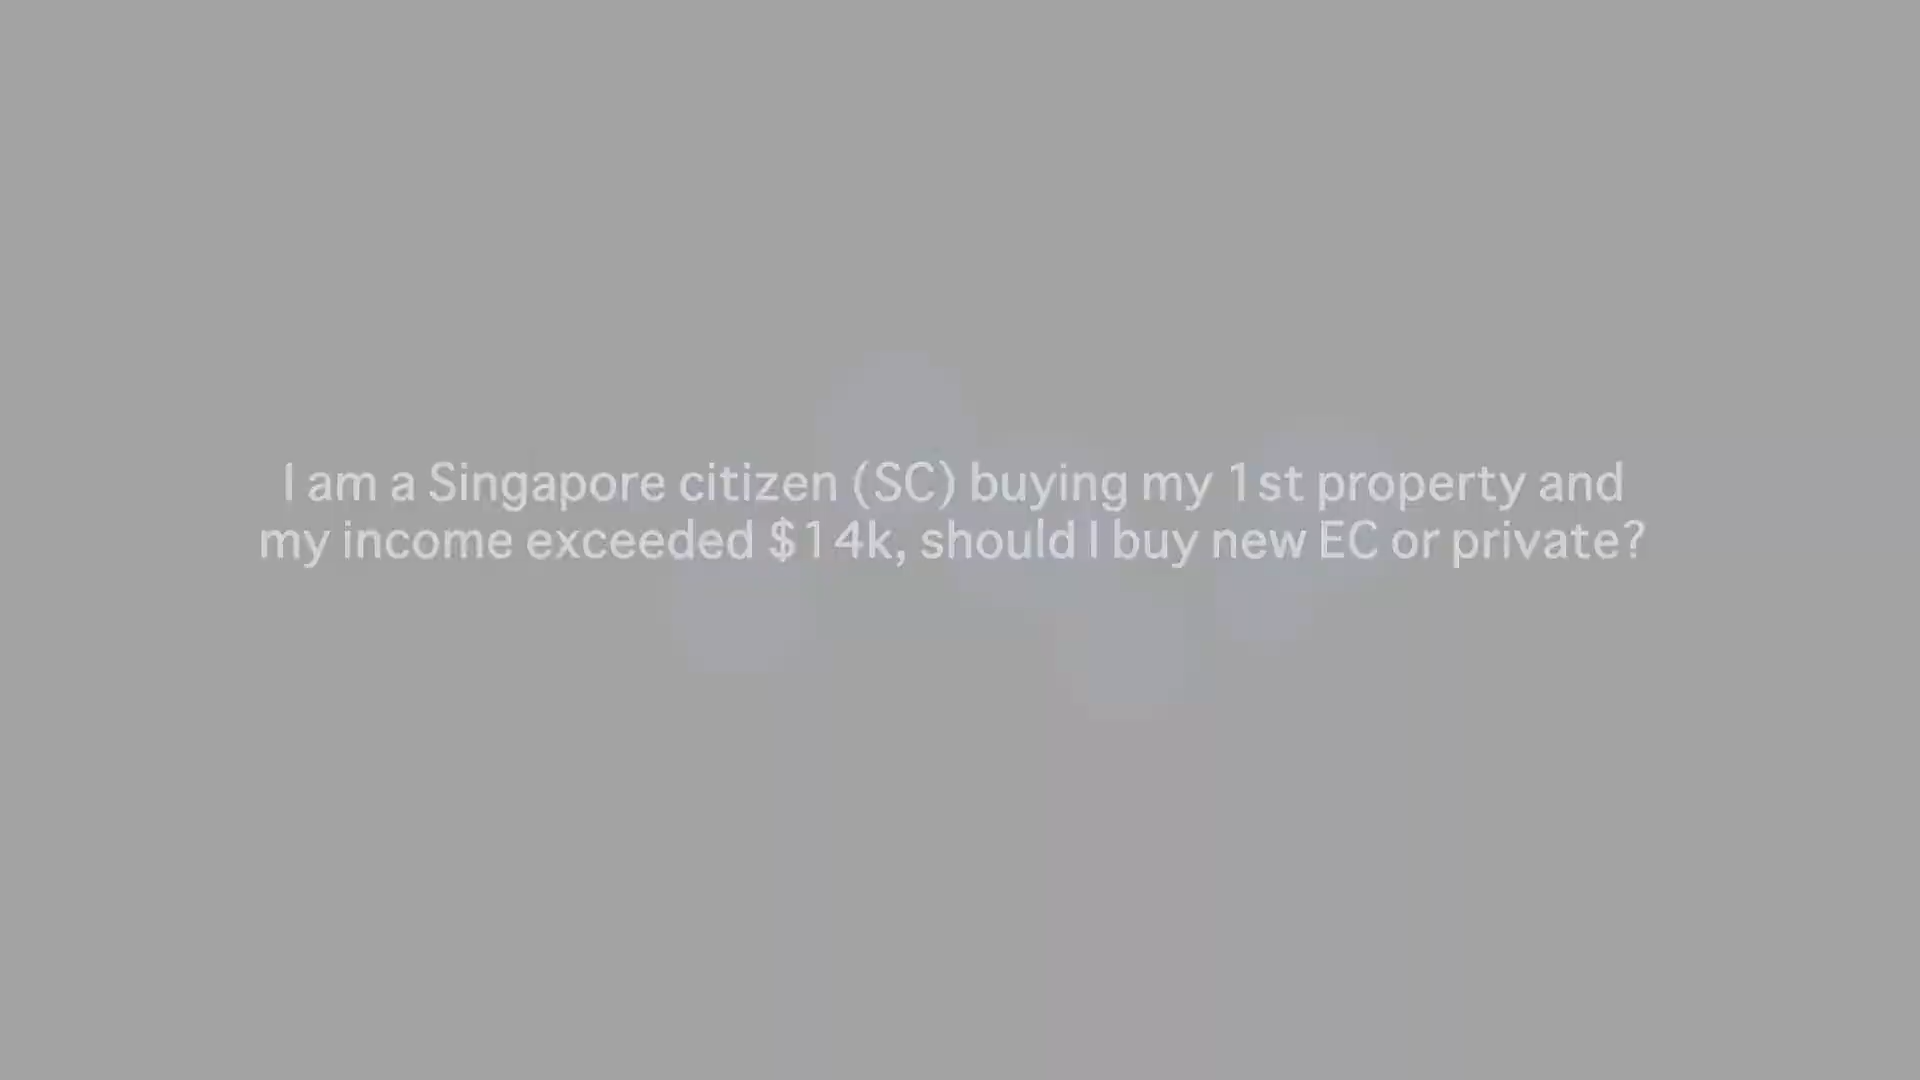 I am a Singapore citizen (SC) buying my 1st property and
my income exceeded $14k, should I buy new EC or private?